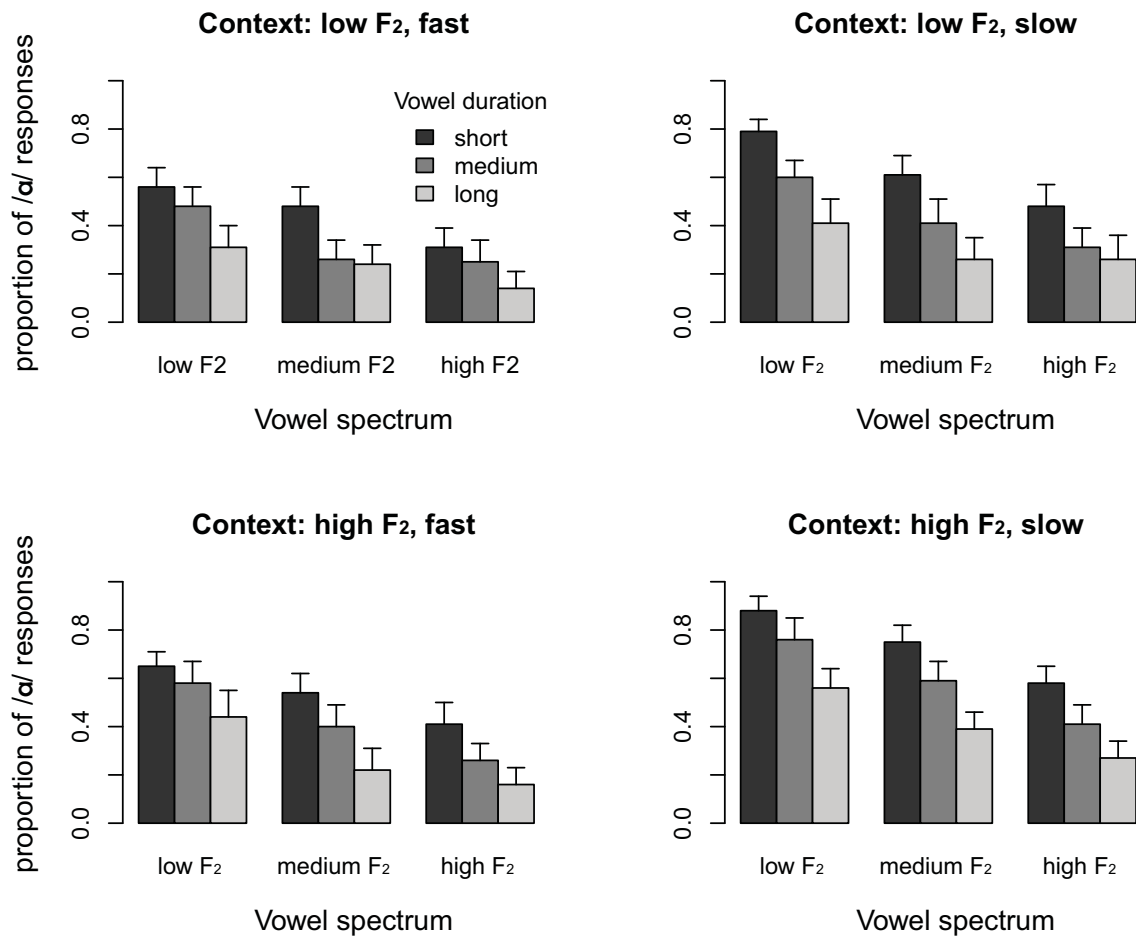 Context: low F₂, fast
proportion of /ɑ/ responses
0.0 0.4 0.8
Vowel duration
short
medium
long
low F2 medium F2 high F2
Vowel spectrum
Context: low F₂, slow
0.0 0.4 0.8
low F₂ medium F₂ high F₂
Vowel spectrum
Context: high F₂, fast
proportion of /ɑ/ responses
0.0 0.4 0.8
low F₂ medium F₂ high F₂
Vowel spectrum
Context: high F₂, slow
0.0 0.4 0.8
low F₂ medium F₂ high F₂
Vowel spectrum